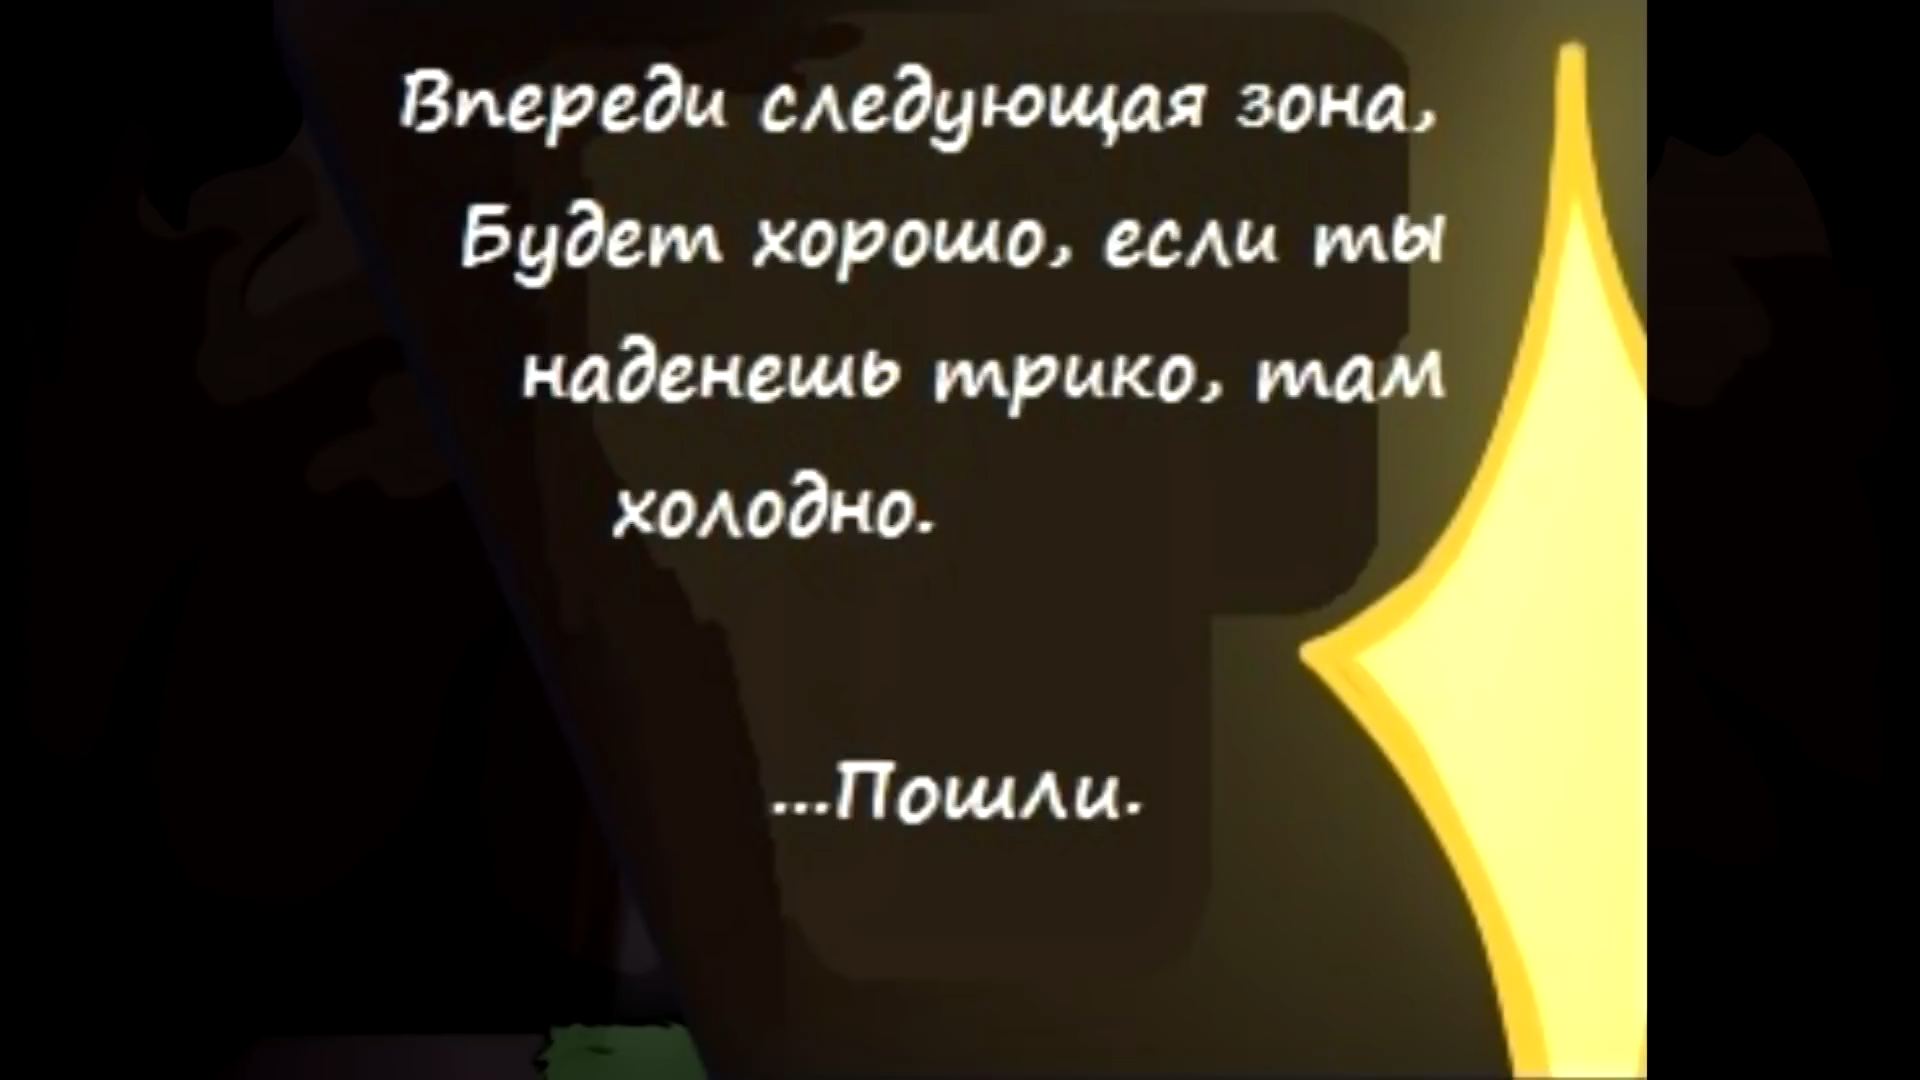 Впереди следующая зона,
Будет хорошо, если ты
наденешь трико, там
холодно.
...Пошли.